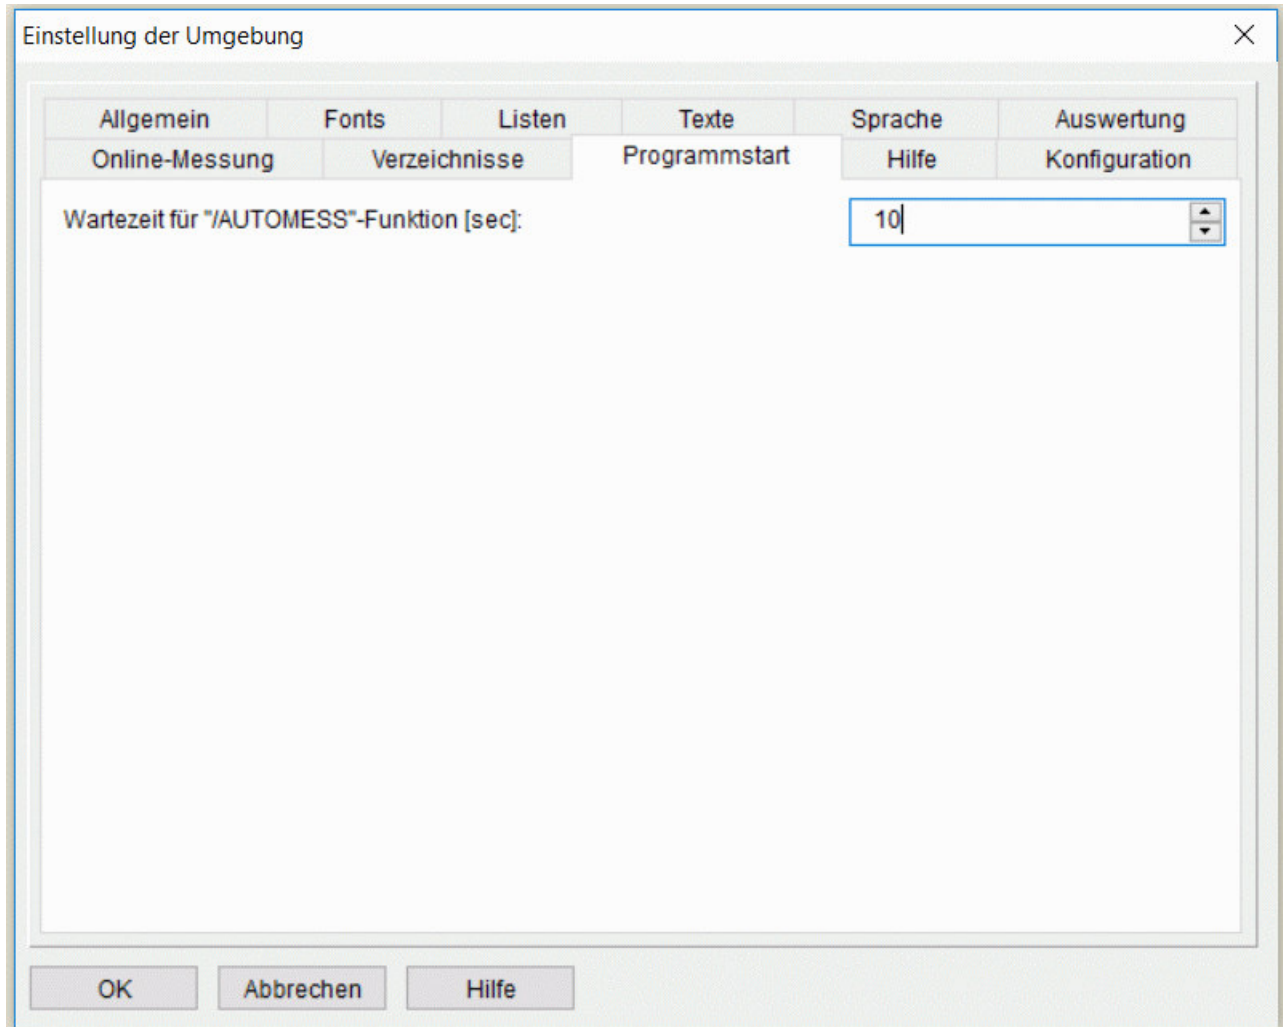 Einstellung der Umgebung
Allgemein Fonts Listen Texte Sprache Auswertung
Online-Messung Verzeichnisse Programmstart Hilfe Konfiguration
Wartezeit für "/AUTOMESS"-Funktion [sec]: 10
OK Abbrechen Hilfe